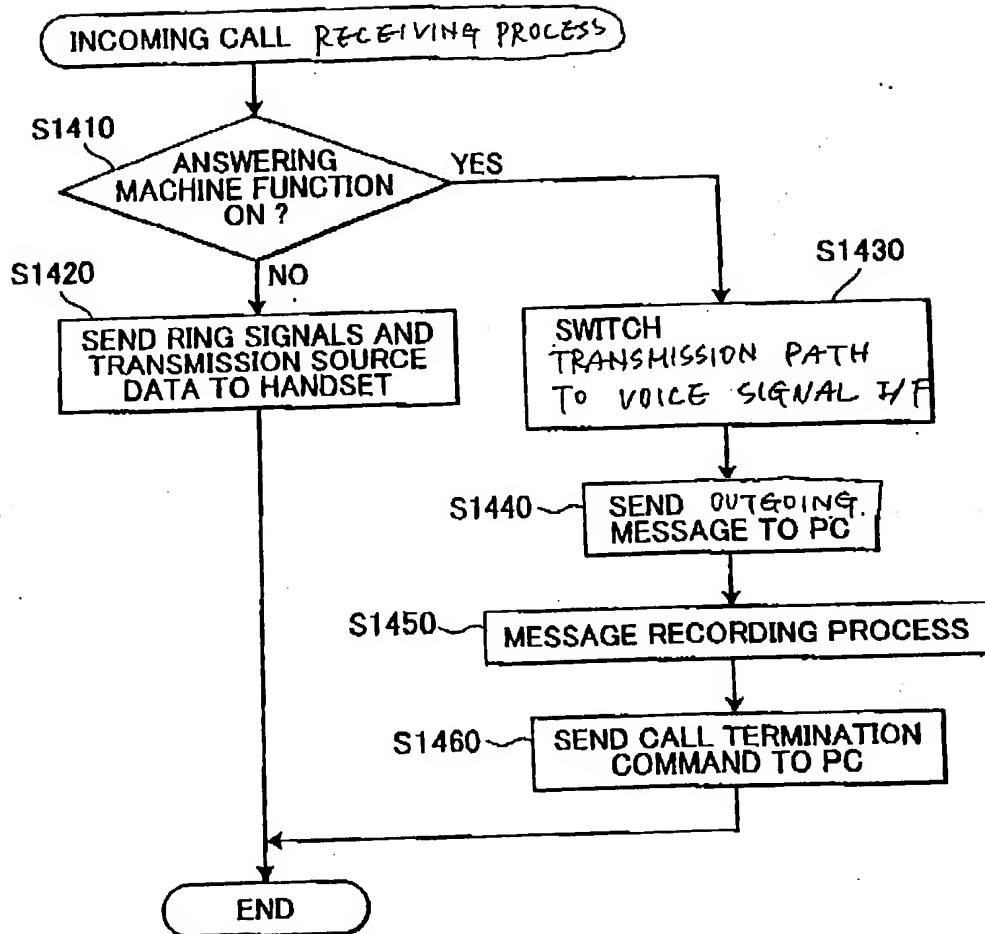 INCOMING CALL RECEIVING PROCESS
S1410
ANSWERING
MACHINE FUNCTION
ON ?
YES
NO
S1420
SEND RING SIGNALS AND
TRANSMISSION SOURCE
DATA TO HANDSET
S1430
SWITCH
TRANSMISSION PATH
TO VOICE SIGNAL I/F
S1440
SEND OUTGOING
MESSAGE TO PC
S1450
MESSAGE RECORDING PROCESS
S1460
SEND CALL TERMINATION
COMMAND TO PC
END